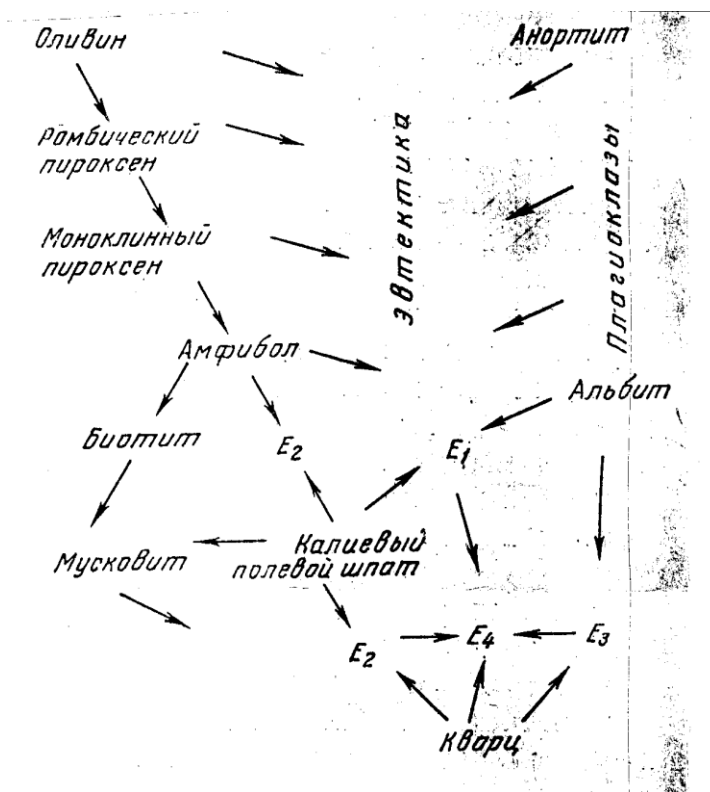 Оливин
Анортит
Ромбический
пироксен
Эвтектика
Плагиоклазы
Моноклинный
пироксен
Амфибол
Альбит
Биотит
E2
E1
Калиевый
полевой шпат
Мусковит
E2
E4
E3
Кварц